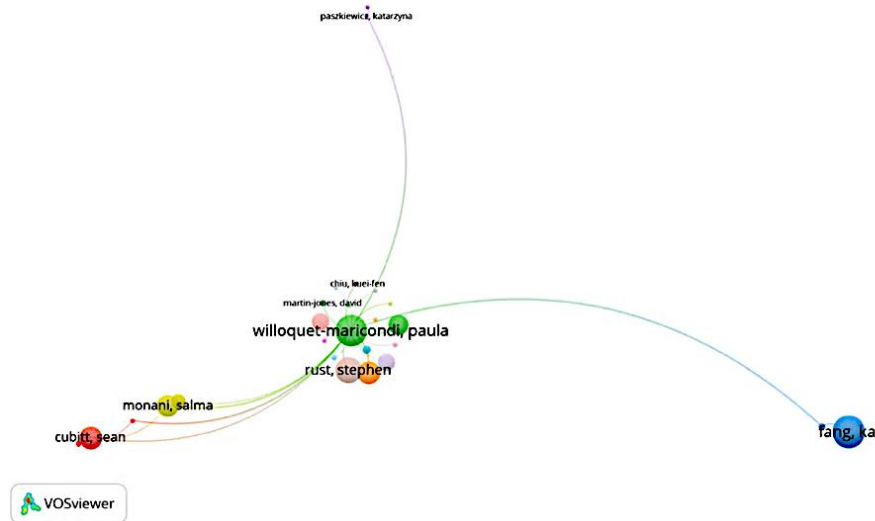 paszkiewicz, katarzyna
chiu, kuei-fen
martin-jones, david
willoquet-maricondi, paula
rust, stephen
monani, salma
cubitt, sean
fang, ka
VOSviewer